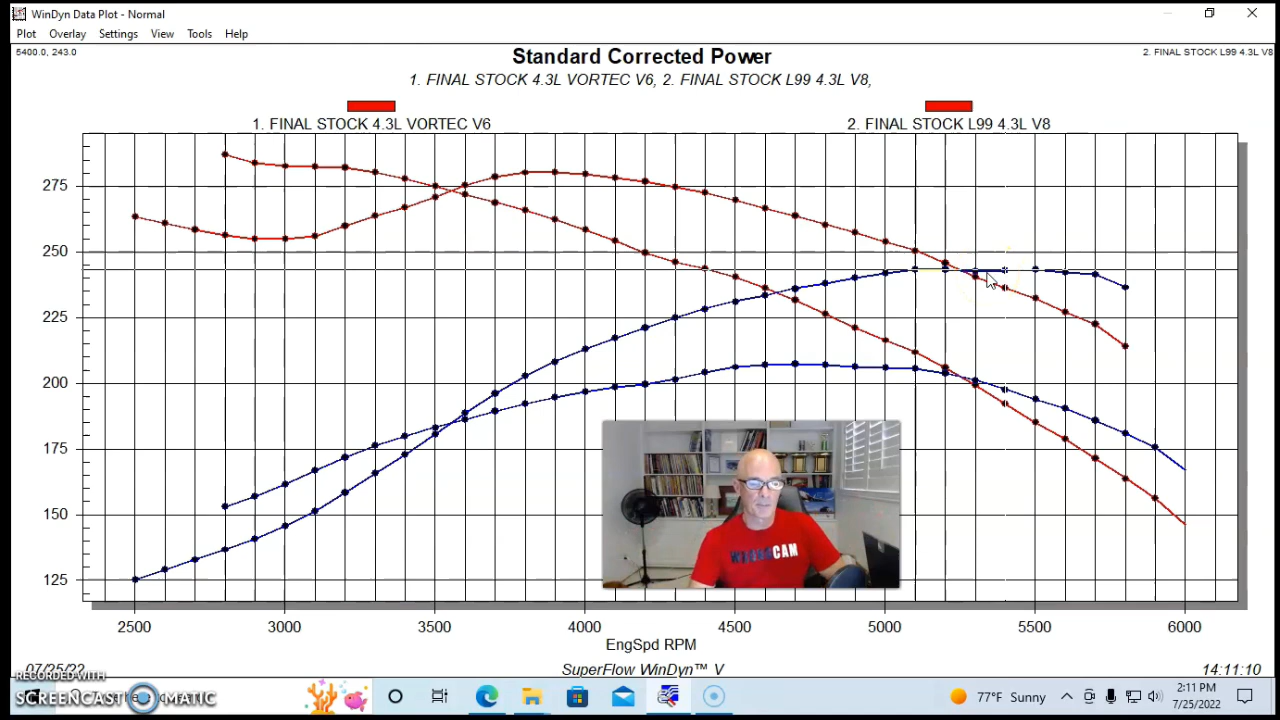 WinDyn Data Plot - Normal
Plot Overlay Settings View Tools Help
5400.0, 243.0
2. FINAL STOCK L99 4.3L V8
Standard Corrected Power
1. FINAL STOCK 4.3L VORTEC V6, 2. FINAL STOCK L99 4.3L V8,
1. FINAL STOCK 4.3L VORTEC V6
2. FINAL STOCK L99 4.3L V8
275
250
225
200
175
150
125
2500 3000 3500 4000 4500 5000 5500 6000
EngSpd RPM
07/25/22
SuperFlow WinDyn™ V
14:11:10
RECORDED WITH
SCREENCAST MATIC
77°F Sunny
2:11 PM
7/25/2022